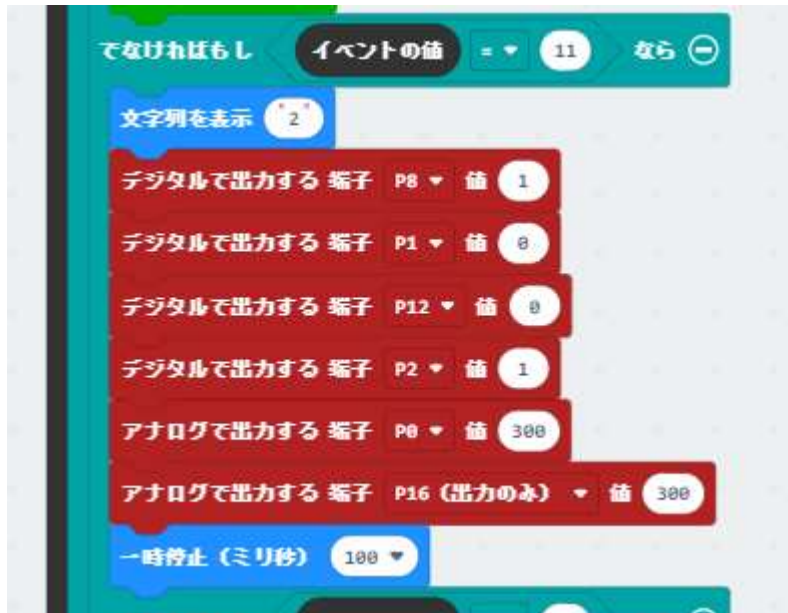 でなければもし イベントの値 = 11 なら
文字列を表示 "2"
デジタルで出力する 端子 P8 値 1
デジタルで出力する 端子 P1 値 0
デジタルで出力する 端子 P12 値 0
デジタルで出力する 端子 P2 値 1
アナログで出力する 端子 P0 値 300
アナログで出力する 端子 P16(出力のみ) 値 300
一時停止(ミリ秒) 100